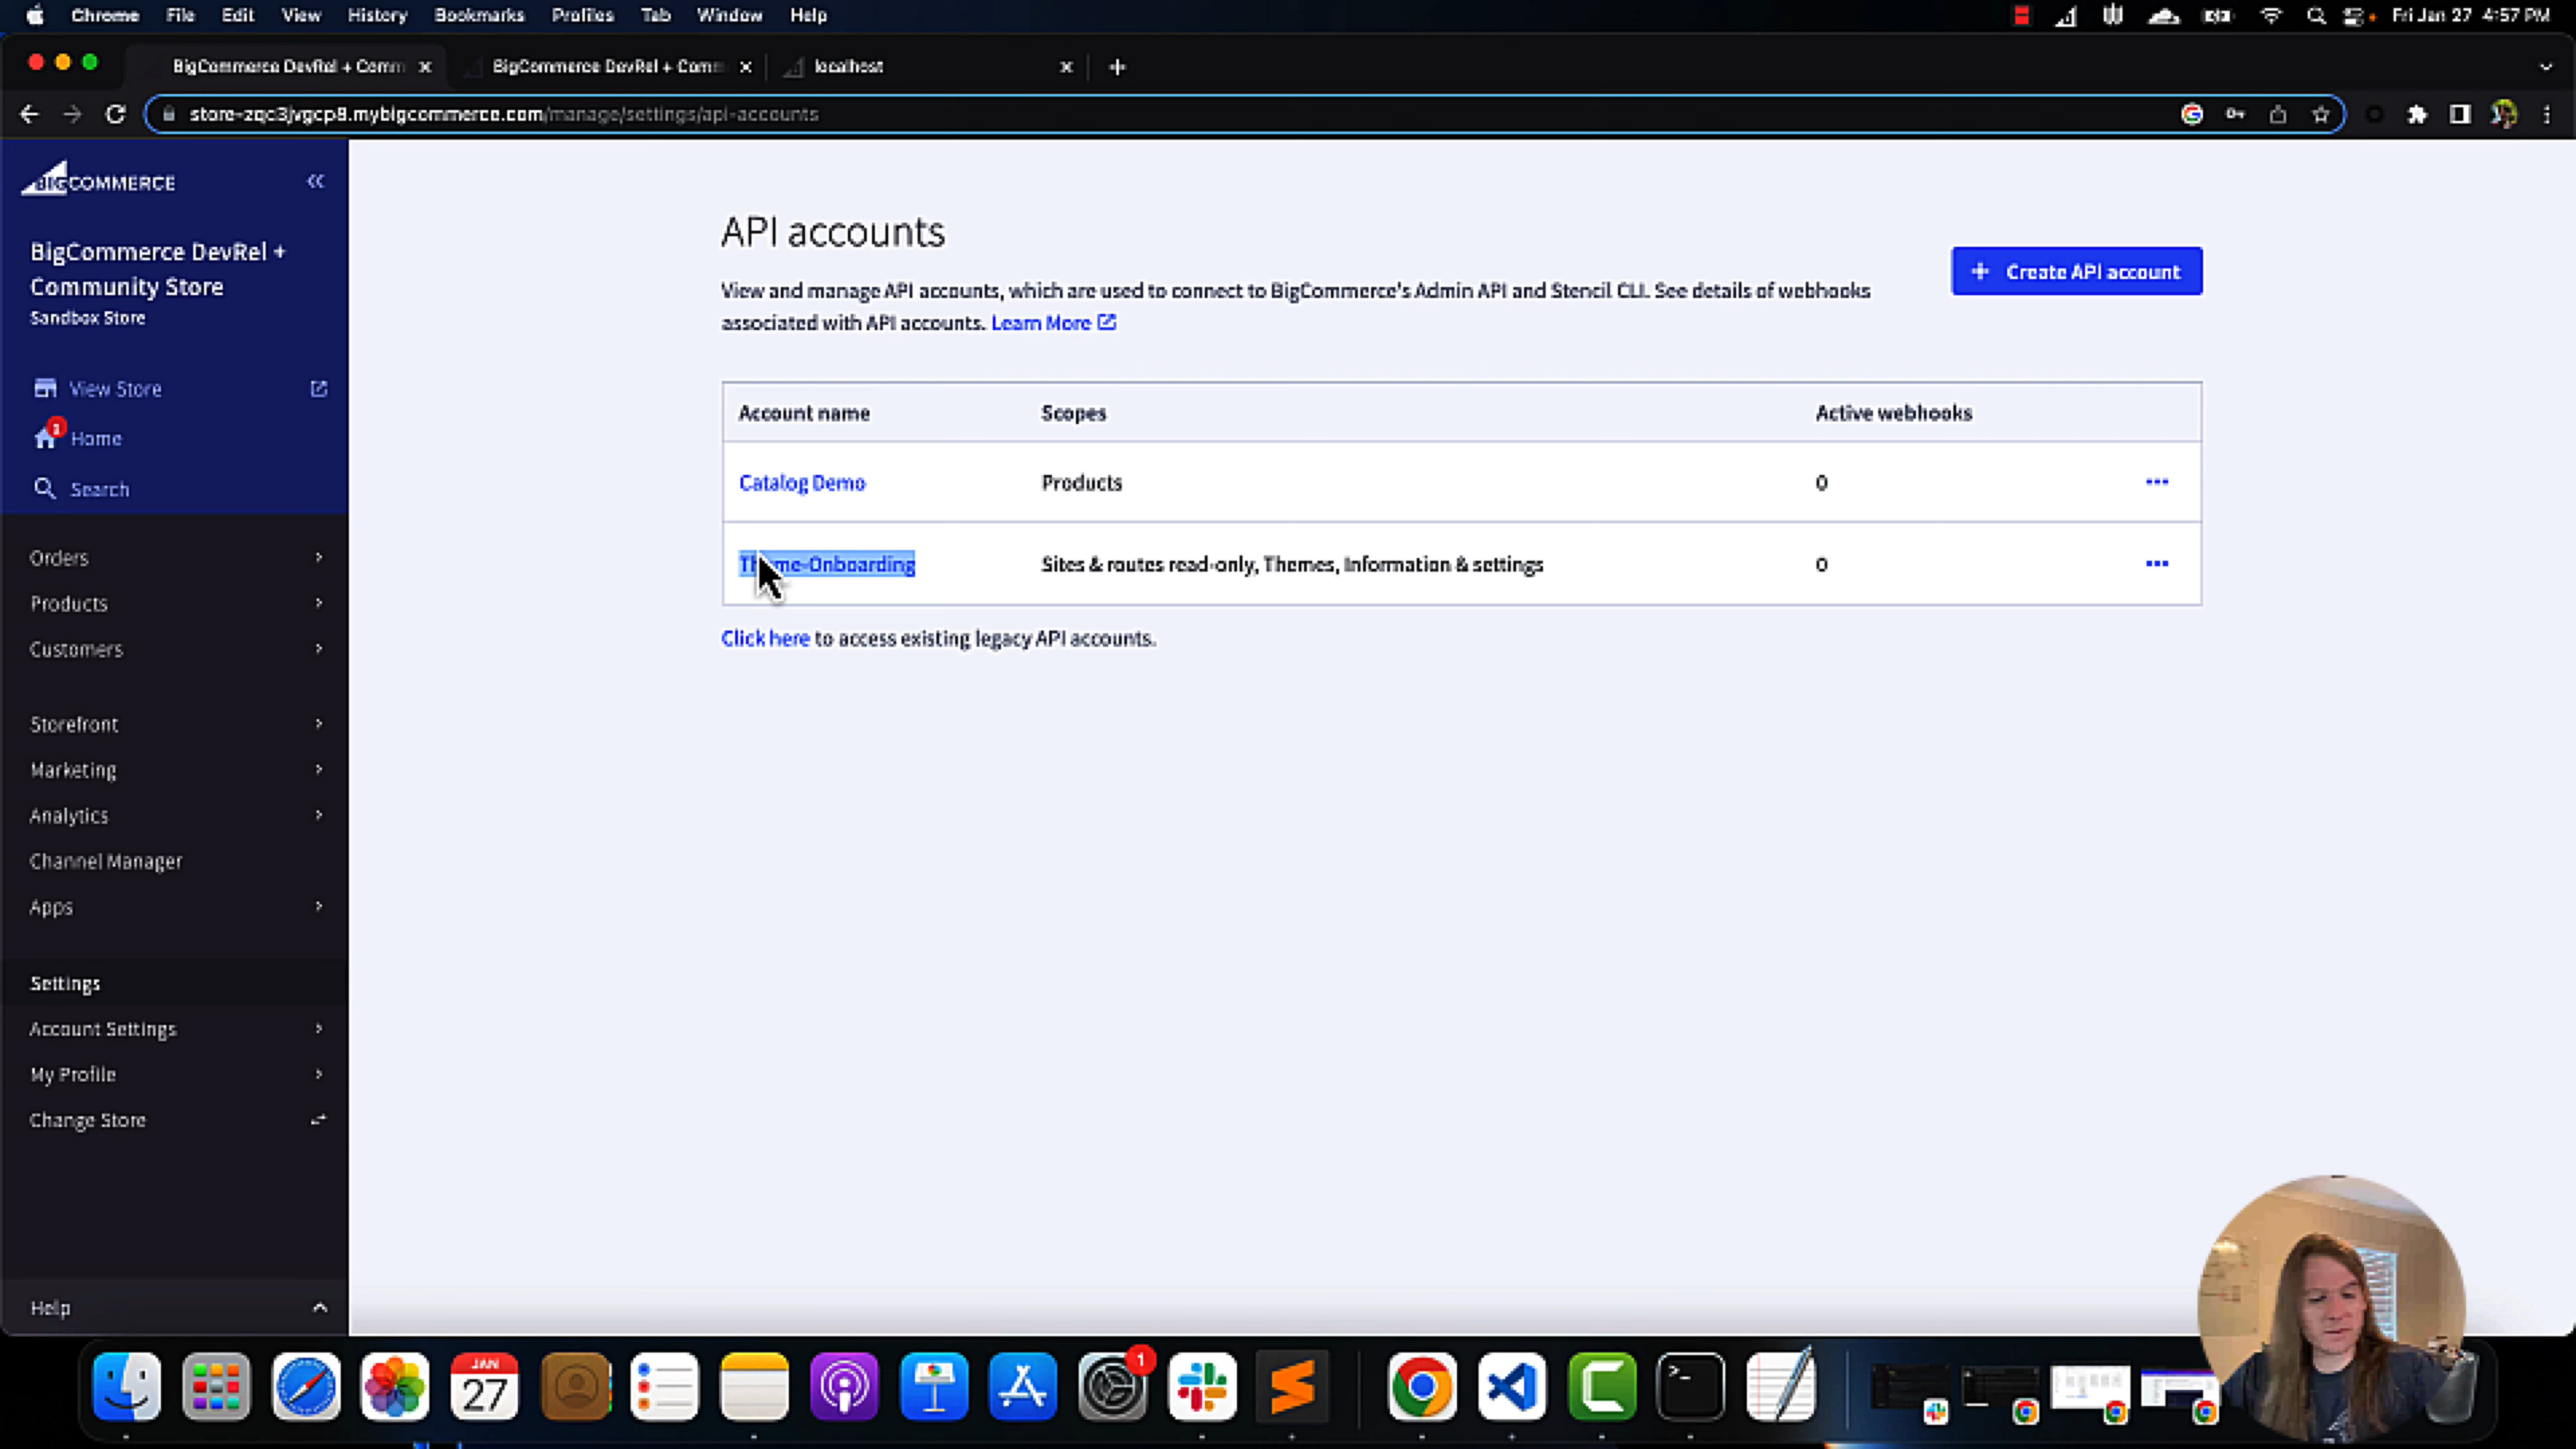 Chrome File Edit View History Bookmarks Profiles Tab Window Help Fri Jan 27 4:57 PM
BigCommerce DevRel + Comm BigCommerce DevRel + Comm localhost
store-zqc3jvgcp8.mybigcommerce.com/manage/settings/api-accounts
BIGCOMMERCE
BigCommerce DevRel +
Community Store
Sandbox Store
View Store
Home
Search
Orders
Products
Customers
Storefront
Marketing
Analytics
Channel Manager
Apps
Settings
Account Settings
My Profile
Change Store
Help
API accounts
Create API account
View and manage API accounts, which are used to connect to BigCommerce's Admin API and Stencil CLI. See details of webhooks
associated with API accounts. Learn More
Account name Scopes Active webhooks
Catalog Demo Products 0
Theme-Onboarding Sites & routes read-only, Themes, Information & settings 0
Click here to access existing legacy API accounts.
JAN
27
1